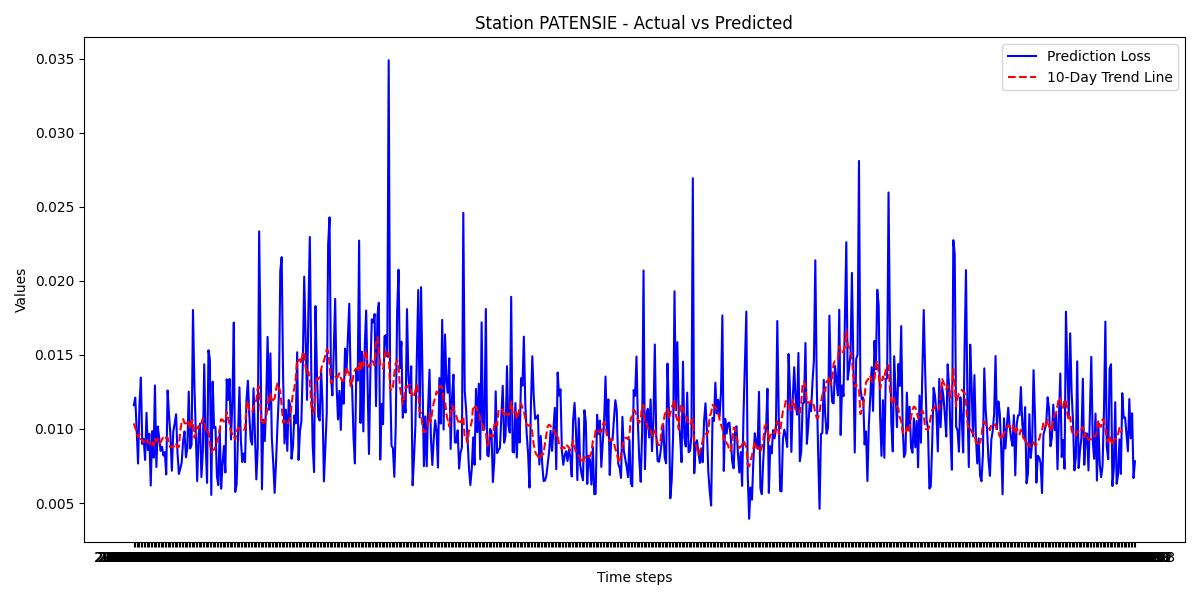 Station PATENSIE - Actual vs Predicted
Prediction Loss
10-Day Trend Line
0.035
0.030
0.025
0.020
0.015
0.010
0.005
Values
Time steps